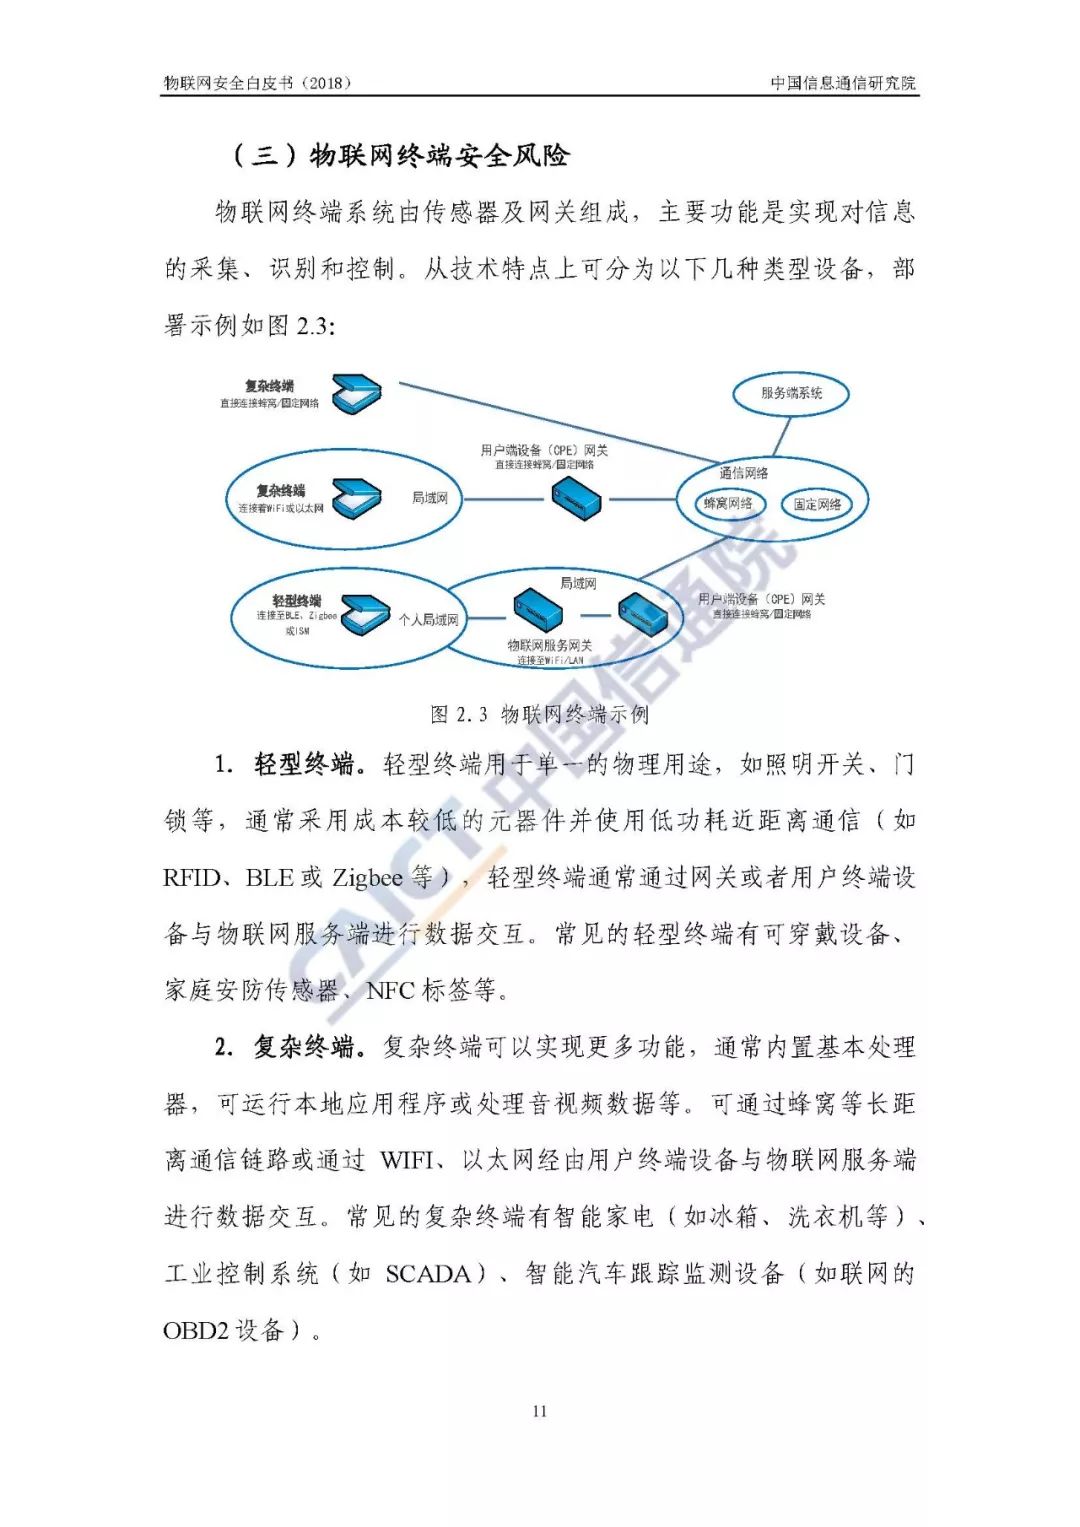 物联网安全白皮书（2018） 中国信息通信研究院
（三）物联网终端安全风险
物联网终端系统由传感器及网关组成，主要功能是实现对信息
的采集、识别和控制。从技术特点上可分为以下几种类型设备，部
署示例如图 2.3:
复杂终端
直接连接蜂窝/固定网络
服务端系统
用户端设备（CPE）网关
直接连接蜂窝/固定网络
通信网络
蜂窝网络
固定网络
复杂终端
连接着WiFi或以太网
局域网
局域网
轻型终端
连接至BLE、Zigbee
或ISM
个人局域网
物联网服务网关
连接至WiFi/LAN
用户端设备（CPE）网关
直接连接蜂窝/固定网络
图 2.3 物联网终端示例
1. 轻型终端。轻型终端用于单一的物理用途，如照明开关、门
锁等，通常采用成本较低的元器件并使用低功耗近距离通信（如
RFID、BLE 或 Zigbee 等），轻型终端通常通过网关或者用户终端设
备与物联网服务端进行数据交互。常见的轻型终端有可穿戴设备、
家庭安防传感器、NFC 标签等。
2. 复杂终端。复杂终端可以实现更多功能，通常内置基本处理
器，可运行本地应用程序或处理音视频数据等。可通过蜂窝等长距
离通信链路或通过 WIFI、以太网经由用户终端设备与物联网服务端
进行数据交互。常见的复杂终端有智能家电（如冰箱、洗衣机等）、
工业控制系统（如 SCADA）、智能汽车跟踪监测设备（如联网的
OBD2 设备）。
11
CAICT 中国信通院